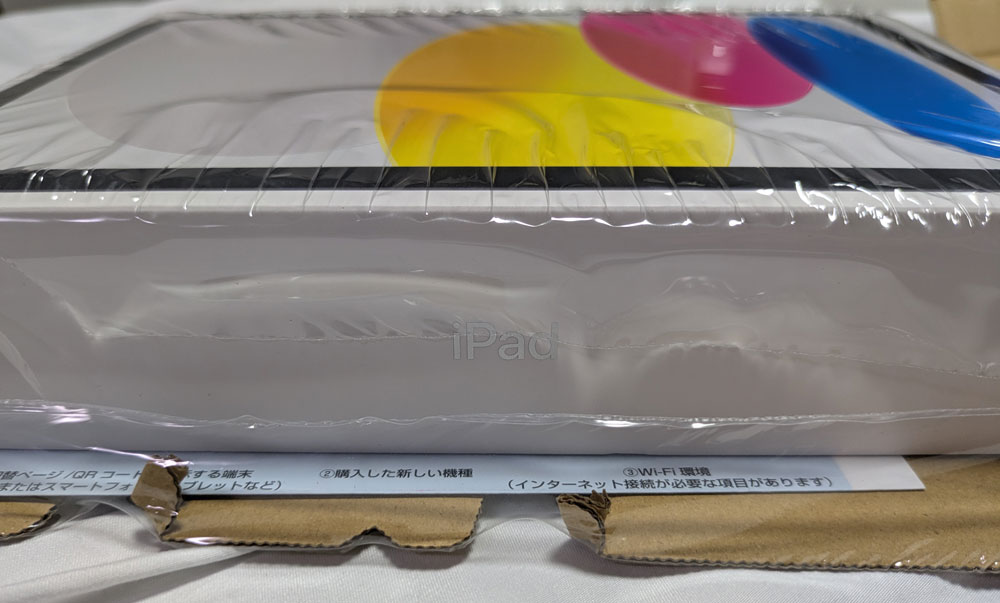 iPad
替ページ/QRコード
する端末
またはスマートフォ
ブレットなど)
②購入した新しい機種
③Wi-Fi 環境
(インターネット接続が必要な項目があります)